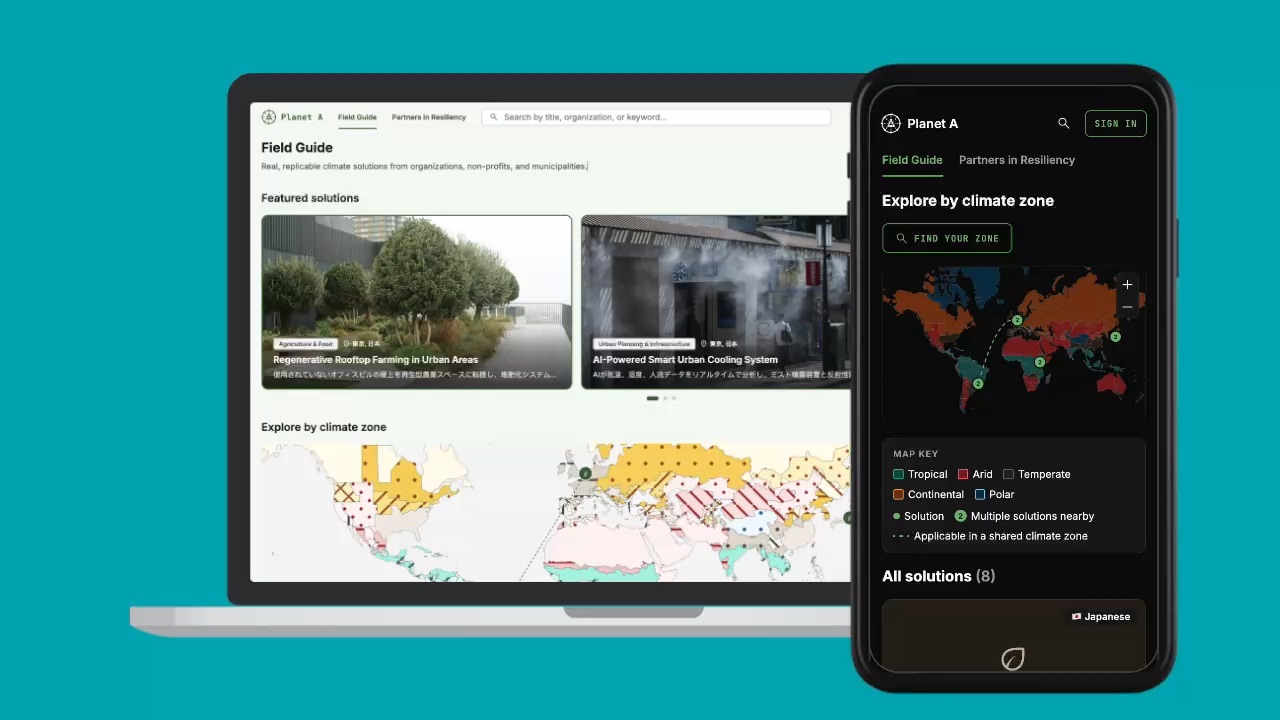 Planet A
Field Guide
Partners in Resiliency
Search by title, organization, or keyword...
Field Guide
Real, replicable climate solutions from organizations, non-profits, and municipalities.
Featured solutions
Agriculture & Food
東京, 日本
Regenerative Rooftop Farming in Urban Areas
使用されていないオフィスビルの屋上を再生型農業スペースに転換し、堆肥化システム...
Urban Planning & Infrastructure
東京, 日本
AI-Powered Smart Urban Cooling System
AIが気温、湿度、人流データをリアルタイムで分析し、ミスト噴霧装置と反射性
Explore by climate zone
Planet A
SIGN IN
Field Guide
Partners in Resiliency
Explore by climate zone
FIND YOUR ZONE
+
−
2
2
2
2
MAP KEY
Tropical
Arid
Temperate
Continental
Polar
Solution
2
Multiple solutions nearby
Applicable in a shared climate zone
All solutions (8)
Japanese